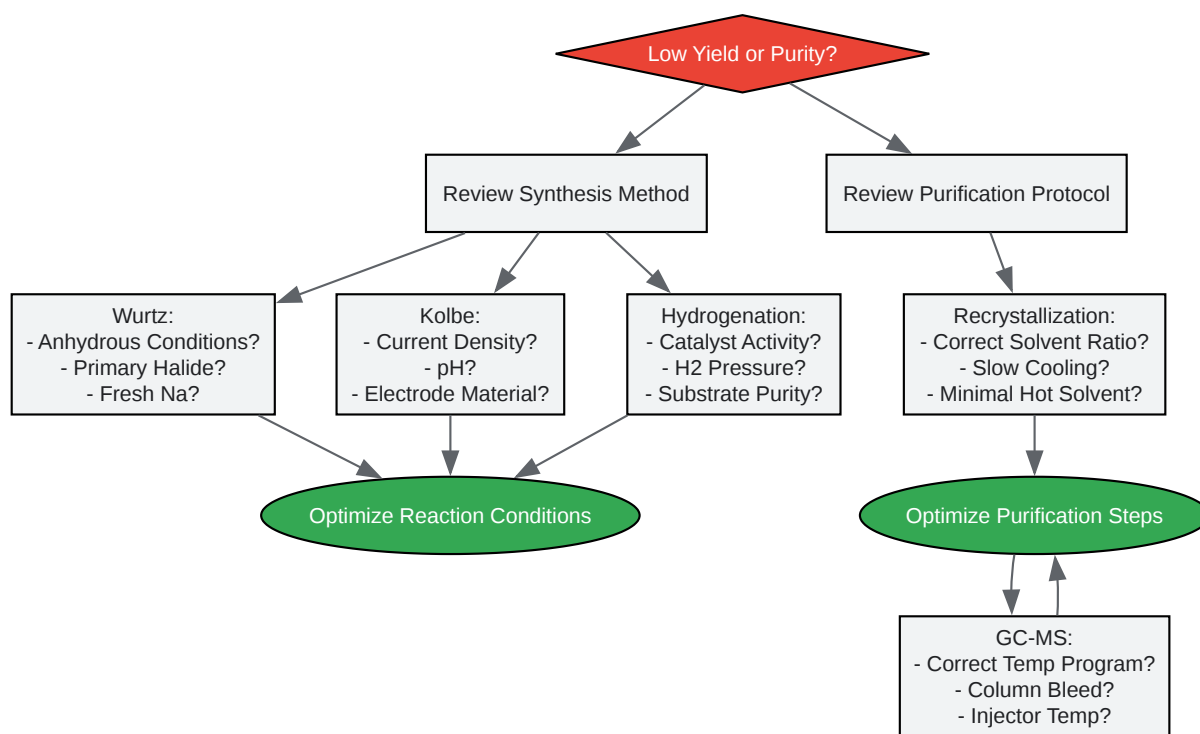 Low Yield or Purity?
Review Synthesis Method
Review Purification Protocol
Wurtz:
- Anhydrous Conditions?
- Primary Halide?
- Fresh Na?
Kolbe:
- Current Density?
- pH?
- Electrode Material?
Hydrogenation:
- Catalyst Activity?
- H2 Pressure?
- Substrate Purity?
Recrystallization:
- Correct Solvent Ratio?
- Slow Cooling?
- Minimal Hot Solvent?
Optimize Reaction Conditions
Optimize Purification Steps
GC-MS:
- Correct Temp Program?
- Column Bleed?
- Injector Temp?